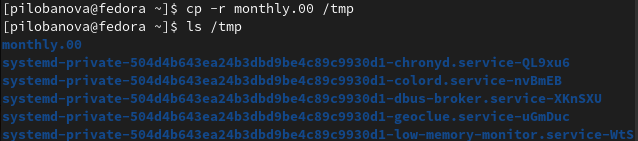 [pilobanova@fedora ~]$ cp -r monthly.00 /tmp
[pilobanova@fedora ~]$ ls /tmp
monthly.00
systemd-private-504d4b643ea24b3dbd9be4c89c9930d1-chronyd.service-QL9xu6
systemd-private-504d4b643ea24b3dbd9be4c89c9930d1-colord.service-nvBmEB
systemd-private-504d4b643ea24b3dbd9be4c89c9930d1-dbus-broker.service-XKnSXU
systemd-private-504d4b643ea24b3dbd9be4c89c9930d1-geoclue.service-uGmDuc
systemd-private-504d4b643ea24b3dbd9be4c89c9930d1-low-memory-monitor.service-WtS